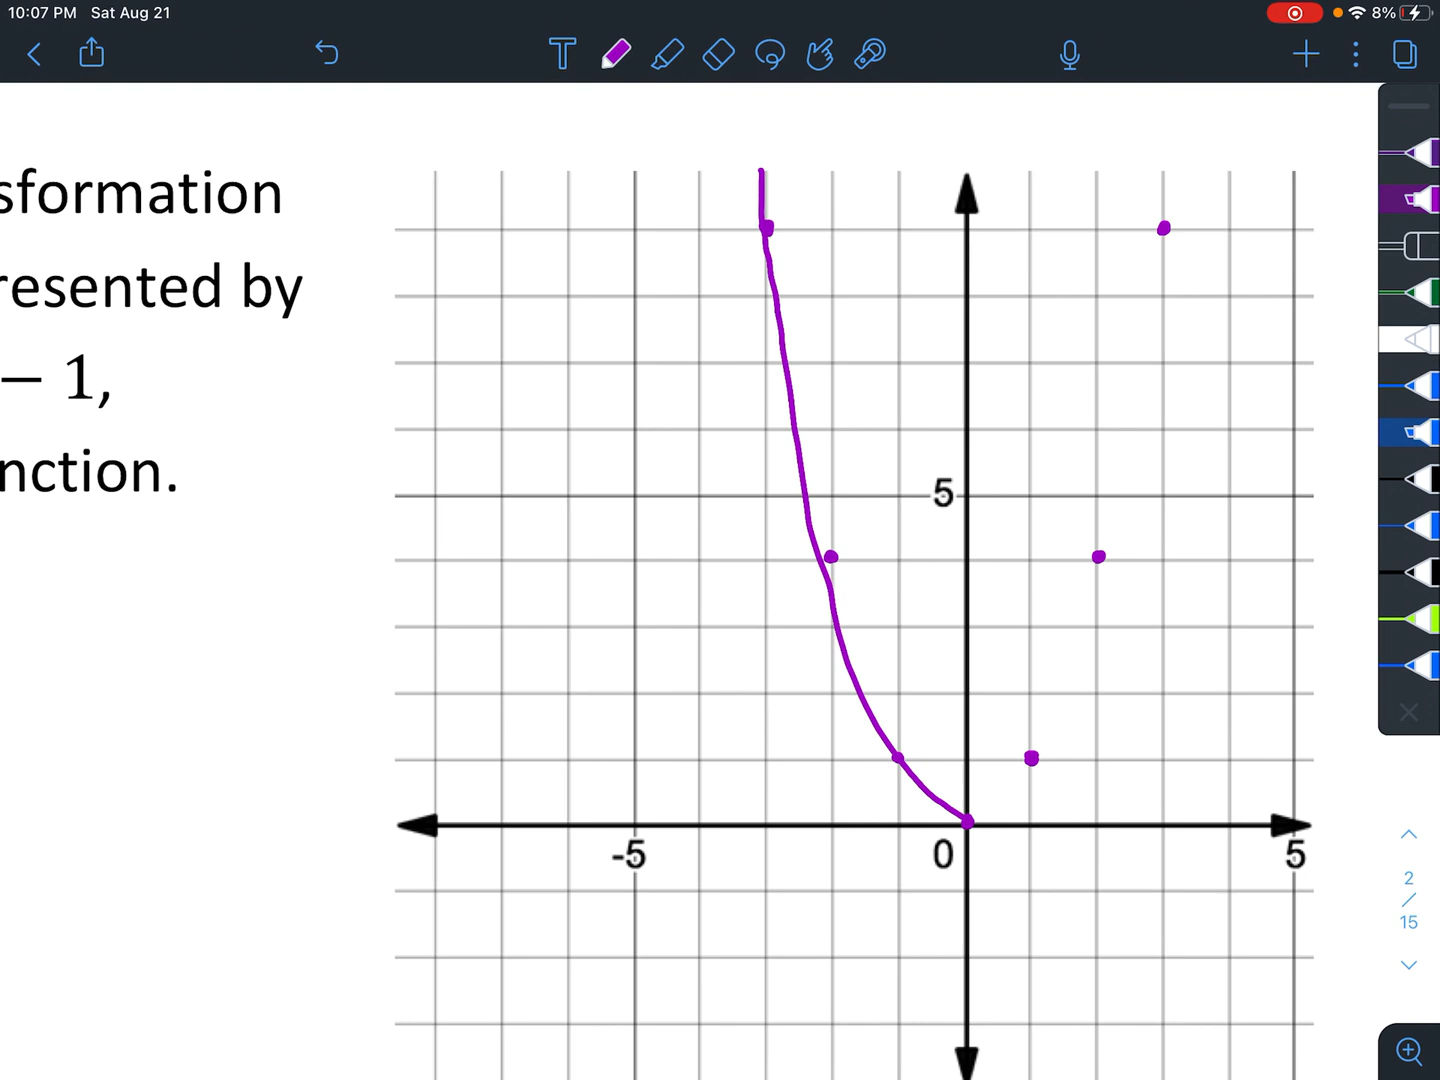 10:07 PM Sat Aug 21
8%
T
sformation
resented by
− 1,
nction.
5
-5
0
5
2
/
15